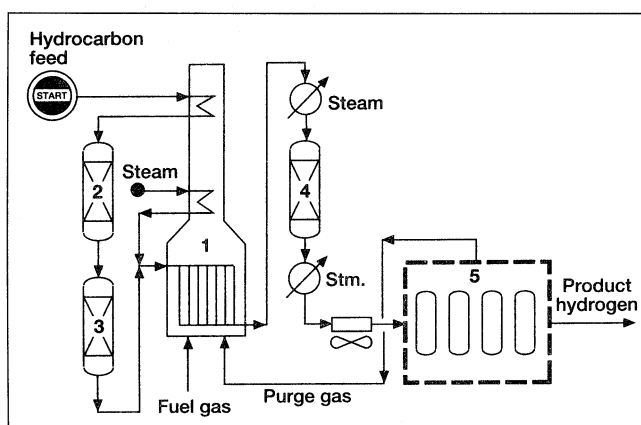 Hydrocarbon
feed
START
Steam
Steam
2
4
1
3
Stm.
5
Product
hydrogen
Fuel gas
Purge gas